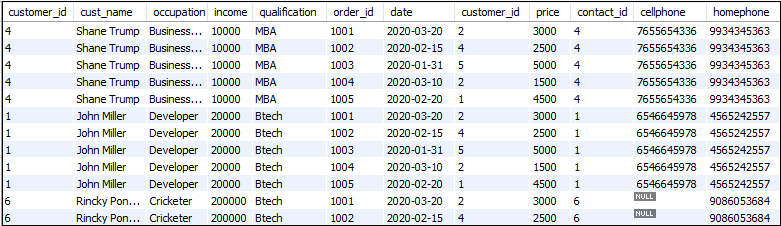 customer_id cust_name occupation income qualification order_id date customer_id price contact_id cellphone homephone
4 Shane Trump Business... 10000 MBA 1001 2020-03-20 2 3000 4 7655654336 9934345363
4 Shane Trump Business... 10000 MBA 1002 2020-02-15 4 2500 4 7655654336 9934345363
4 Shane Trump Business... 10000 MBA 1003 2020-01-31 5 5000 4 7655654336 9934345363
4 Shane Trump Business... 10000 MBA 1004 2020-03-10 2 1500 4 7655654336 9934345363
4 Shane Trump Business... 10000 MBA 1005 2020-02-20 1 4500 4 7655654336 9934345363
1 John Miller Developer 20000 Btech 1001 2020-03-20 2 3000 1 6546645978 4565242557
1 John Miller Developer 20000 Btech 1002 2020-02-15 4 2500 1 6546645978 4565242557
1 John Miller Developer 20000 Btech 1003 2020-01-31 5 5000 1 6546645978 4565242557
1 John Miller Developer 20000 Btech 1004 2020-03-10 2 1500 1 6546645978 4565242557
1 John Miller Developer 20000 Btech 1005 2020-02-20 1 4500 1 6546645978 4565242557
6 Rincky Pon... Cricketer 200000 Btech 1001 2020-03-20 2 3000 6 NULL 9086053684
6 Rincky Pon... Cricketer 200000 Btech 1002 2020-02-15 4 2500 6 NULL 9086053684